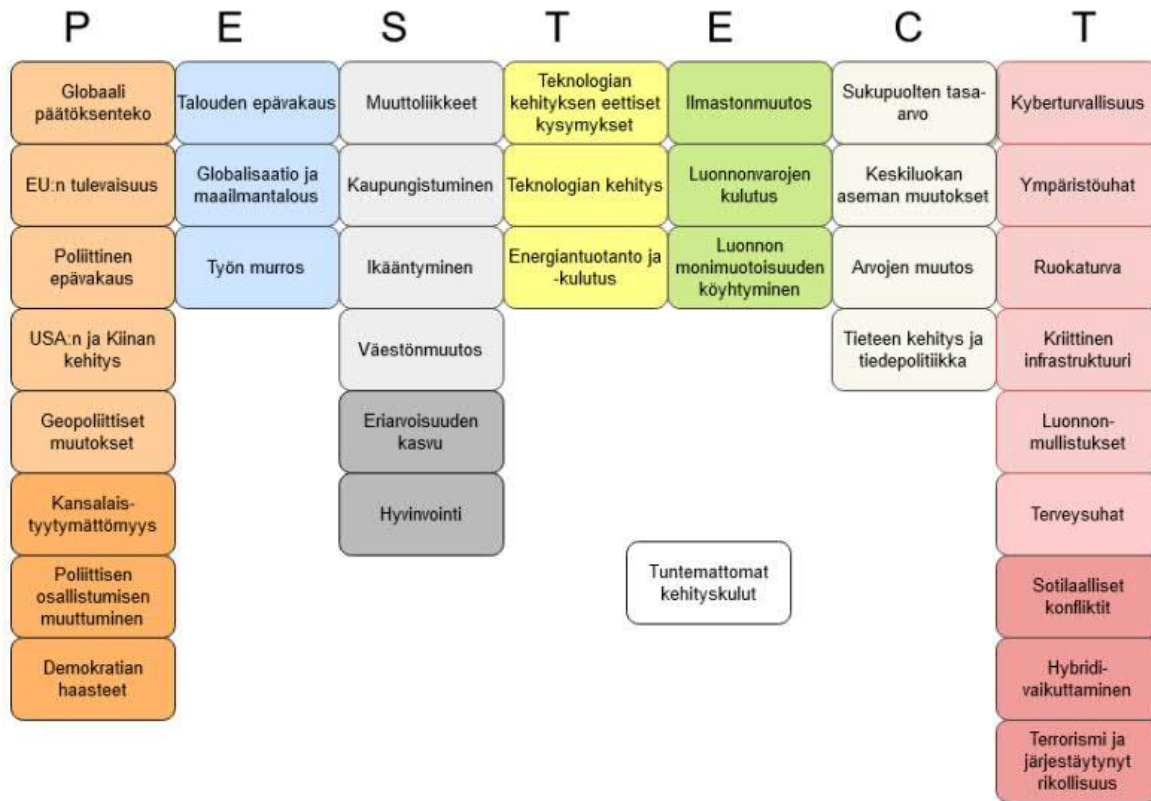 P E S T E C T
Globaali
päätöksenteko
EU:n tulevaisuus
Poliittinen
epävakaus
USA:n ja Kiinan
kehitys
Geopoliittiset
muutokset
Kansalais-
tyytymättömyys
Poliittisen
osallistumisen
muuttuminen
Demokratian
haasteet
Talouden epävakaus
Globalisaatio ja
maailmantalous
Työn murros
Muuttoliikkeet
Kaupungistuminen
Ikääntyminen
Väestönmuutos
Eriarvoisuuden
kasvu
Hyvinvointi
Teknologian
kehityksen eettiset
kysymykset
Teknologian kehitys
Energiantuotanto ja
-kulutus
Ilmastonmuutos
Luonnonvarojen
kulutus
Luonnon
monimuotoisuuden
köyhtyminen
Tuntemattomat
kehityskulut
Sukupuolten tasa-
arvo
Keskiluokan
aseman muutokset
Arvojen muutos
Tieteen kehitys ja
tiedepolitiikka
Kyberturvallisuus
Ympäristöuhat
Ruokaturva
Kriittinen
infrastruktuuri
Luonnon-
mullistukset
Terveysuhat
Sotilaalliset
konfliktit
Hybridi-
vaikuttaminen
Terrorismi ja
järjestäytynyt
rikollisuus